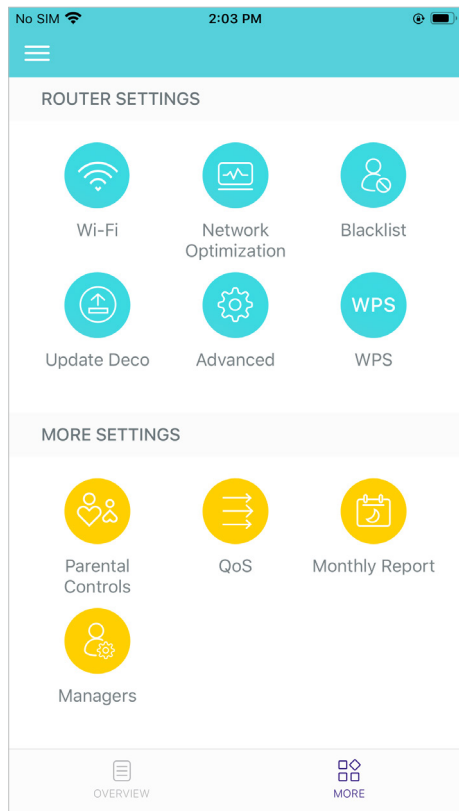 No SIM 2:03 PM
ROUTER SETTINGS
Wi-Fi
Network
Optimization
Blacklist
Update Deco
Advanced
WPS
WPS
MORE SETTINGS
Parental
Controls
QoS
Monthly Report
Managers
OVERVIEW
MORE